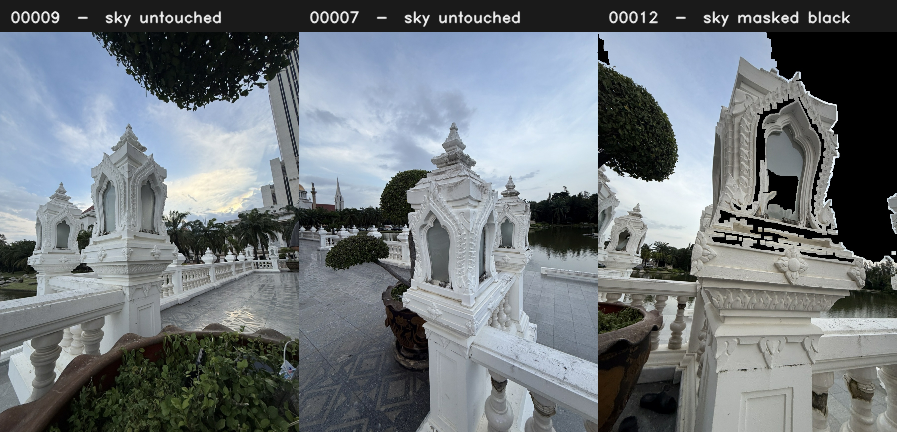 00009 - sky untouched
00007 - sky untouched
00012 - sky masked black